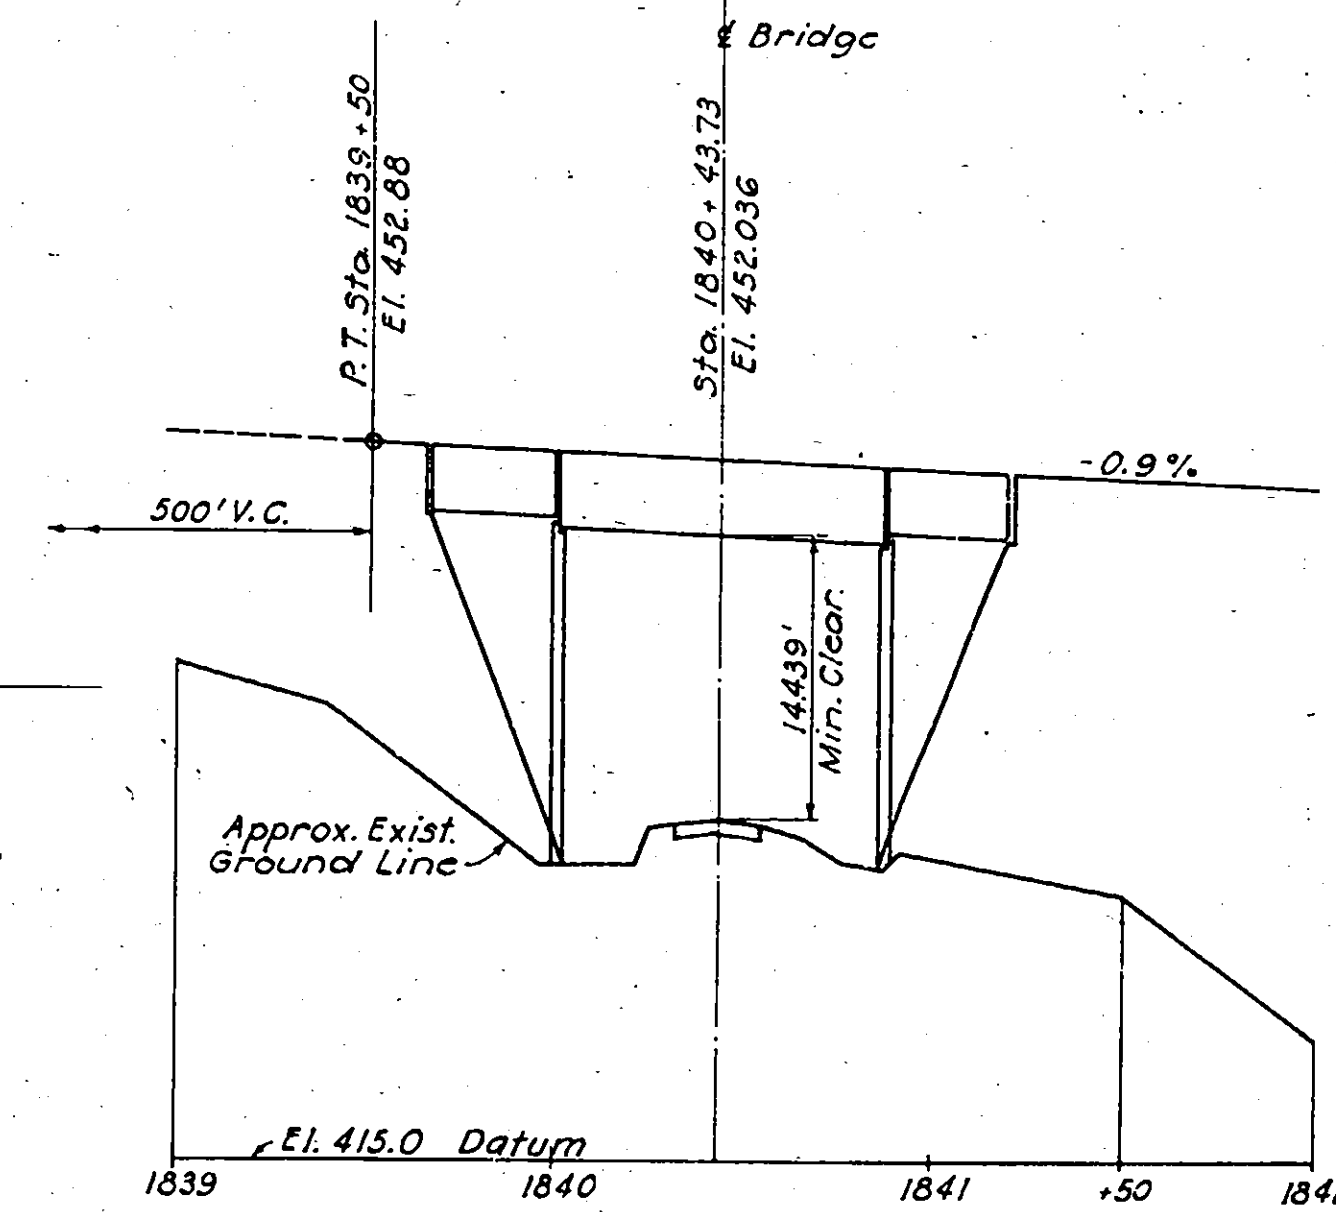 ℄ Bridge
P.T. Sta. 1839+50
El. 452.88
Sta. 1840+43.73
El. 452.036
-0.9%
500' V.C.
14.439'
Min. Clear.
Approx. Exist.
Ground Line
El. 415.0 Datum
1839 1840 1841 +50